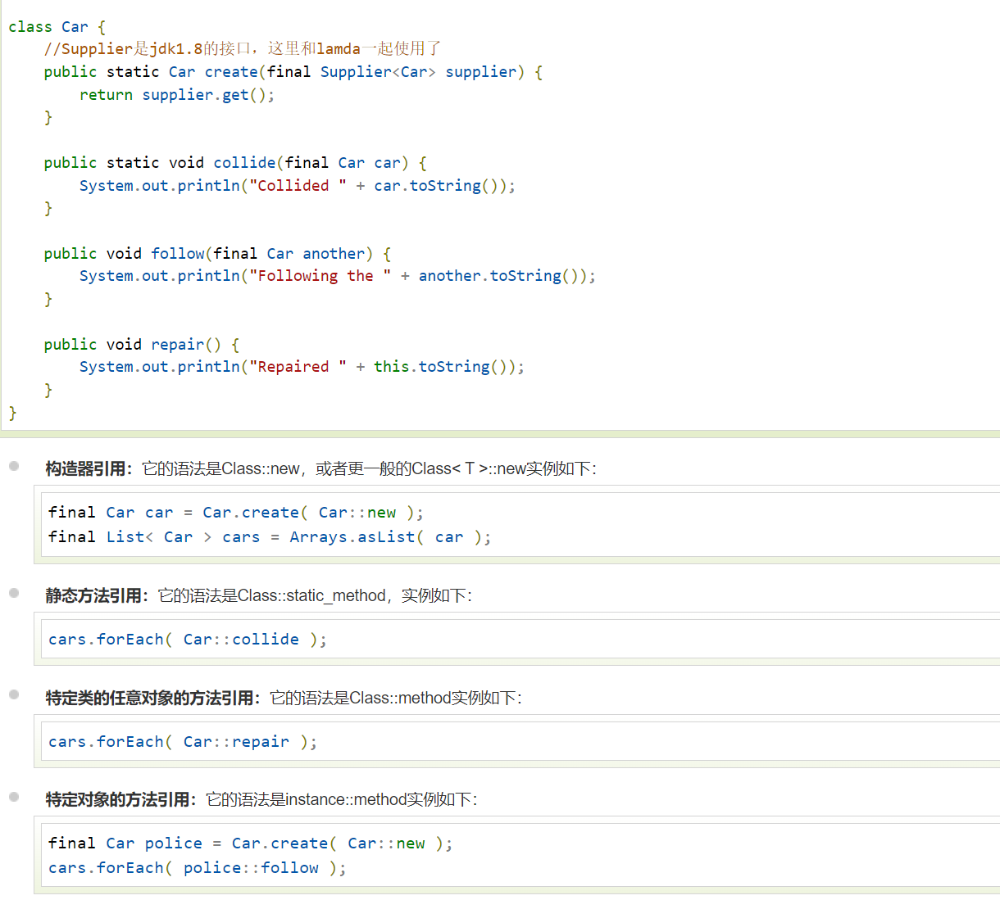 class Car {
    //Supplier是jdk1.8的接口，这里和lamda一起使用了
    public static Car create(final Supplier<Car> supplier) {
        return supplier.get();
    }

    public static void collide(final Car car) {
        System.out.println("Collided " + car.toString());
    }

    public void follow(final Car another) {
        System.out.println("Following the " + another.toString());
    }

    public void repair() {
        System.out.println("Repaired " + this.toString());
    }
}
构造器引用：它的语法是Class::new，或者更一般的Class< T >::new实例如下：
final Car car = Car.create( Car::new );
final List< Car > cars = Arrays.asList( car );
静态方法引用：它的语法是Class::static_method，实例如下：
cars.forEach( Car::collide );
特定类的任意对象的方法引用：它的语法是Class::method实例如下：
cars.forEach( Car::repair );
特定对象的方法引用：它的语法是instance::method实例如下：
final Car police = Car.create( Car::new );
cars.forEach( police::follow );